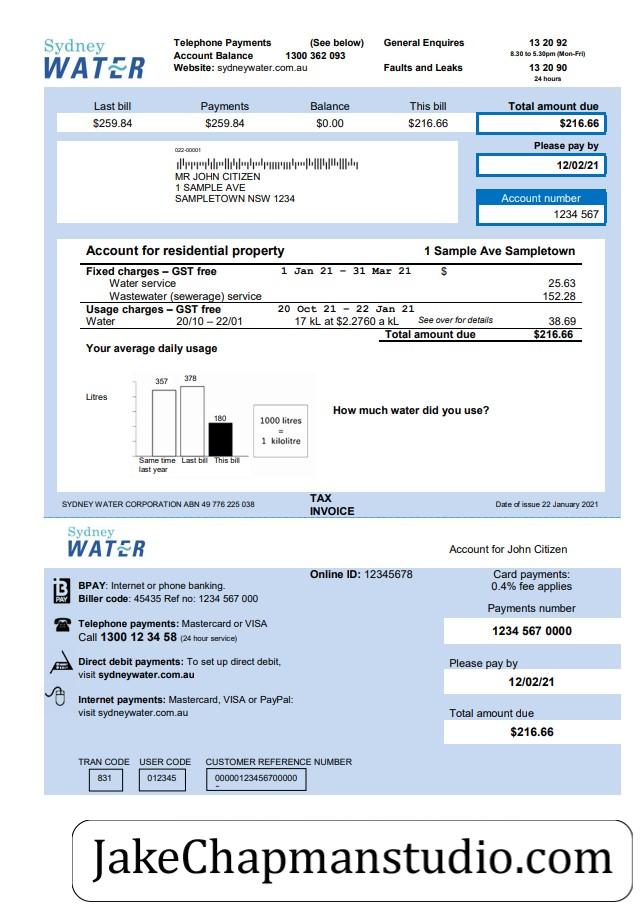 Sydney
WATER
Telephone Payments (See below)
Account Balance 1300 362 093
Website: sydneywater.com.au
General Enquires 13 20 92
8.30 to 5.30pm (Mon-Fri)
Faults and Leaks 13 20 90
24 hours
Last bill Payments Balance This bill Total amount due
$259.84 $259.84 $0.00 $216.66 $216.66
Please pay by
12/02/21
Account number
1234 567
022-00001
MR JOHN CITIZEN
1 SAMPLE AVE
SAMPLETOWN NSW 1234
Account for residential property 1 Sample Ave Sampletown
Fixed charges – GST free 1 Jan 21 – 31 Mar 21 $
Water service 25.63
Wastewater (sewerage) service 152.28
Usage charges – GST free 20 Oct 21 – 22 Jan 21
Water 20/10 – 22/01 17 kL at $2.2760 a kL See over for details 38.69
Total amount due $216.66
Your average daily usage
Litres
357 378 180
Same time last year Last bill This bill
1000 litres
=
1 kilolitre
How much water did you use?
SYDNEY WATER CORPORATION ABN 49 776 225 038
TAX
INVOICE
Date of issue 22 January 2021
Sydney
WATER
Account for John Citizen
Online ID: 12345678
Card payments:
0.4% fee applies
B
PAY
BPAY: Internet or phone banking.
Biller code: 45435 Ref no: 1234 567 000
Telephone payments: Mastercard or VISA
Call 1300 12 34 58 (24 hour service)
Direct debit payments: To set up direct debit,
visit sydneywater.com.au
Internet payments: Mastercard, VISA or PayPal:
visit sydneywater.com.au
Payments number
1234 567 0000
Please pay by
12/02/21
Total amount due
$216.66
TRAN CODE USER CODE CUSTOMER REFERENCE NUMBER
831 012345 00000123456700000
-
JakeChapmanstudio.com